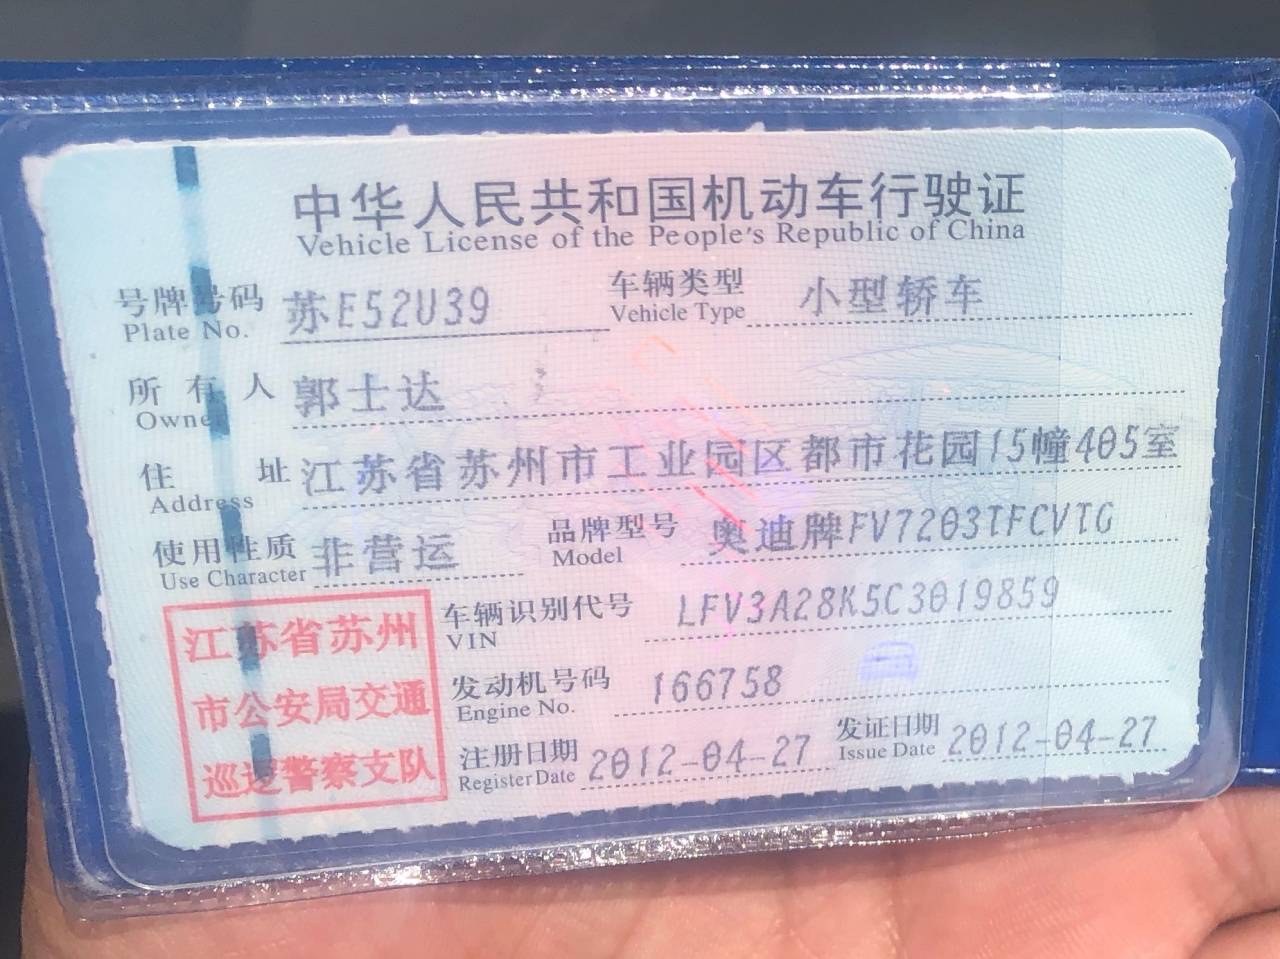 中华人民共和国机动车行驶证
Vehicle License of the People's Republic of China
号牌号码 苏E52U39 车辆类型 小型轿车
Plate No. Vehicle Type
所有人 郭士达
Owner
住址 江苏省苏州市工业园区都市花园15幢405室
Address
使用性质 非营运 品牌型号 奥迪牌FV7203TFCVTG
Use Character Model
车辆识别代号 LFV3A28K5C3019859
VIN
发动机号码 166758
Engine No.
注册日期 2012-04-27 发证日期 2012-04-27
Register Date Issue Date
江苏省苏州
市公安局交通
巡逻警察支队